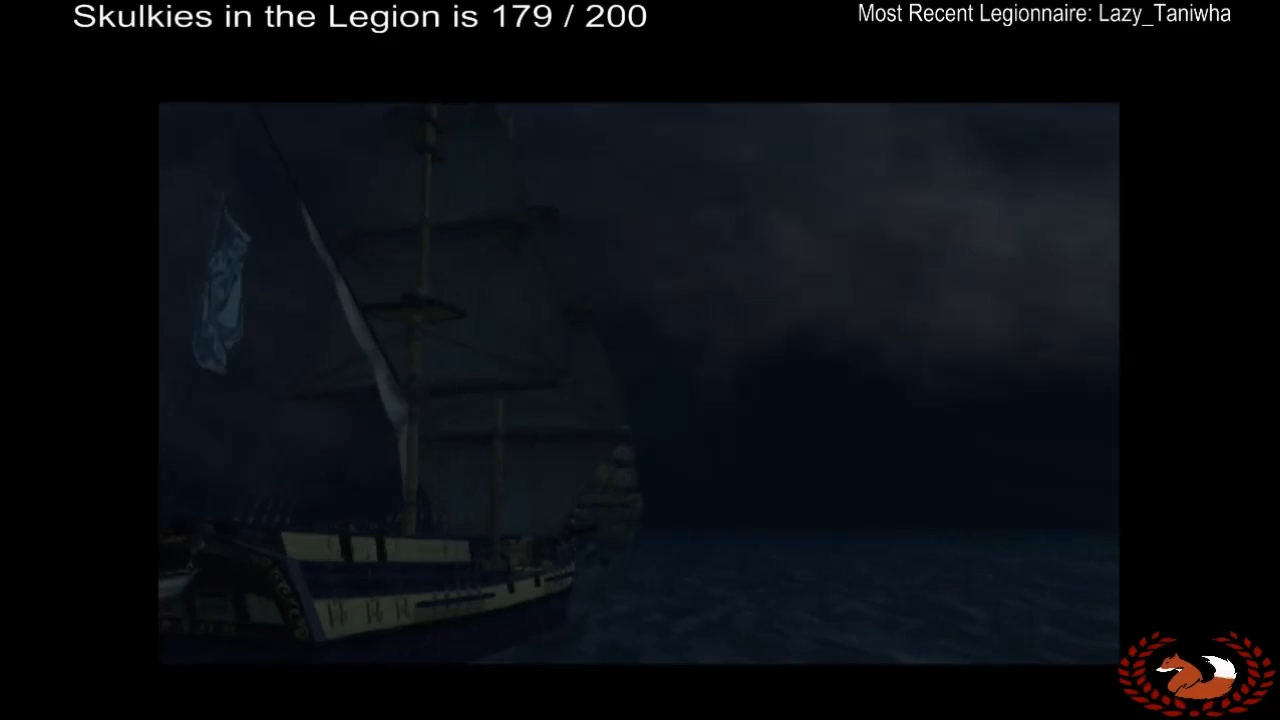 Skulkies in the Legion is 179 / 200
Most Recent Legionnaire: Lazy_Taniwha